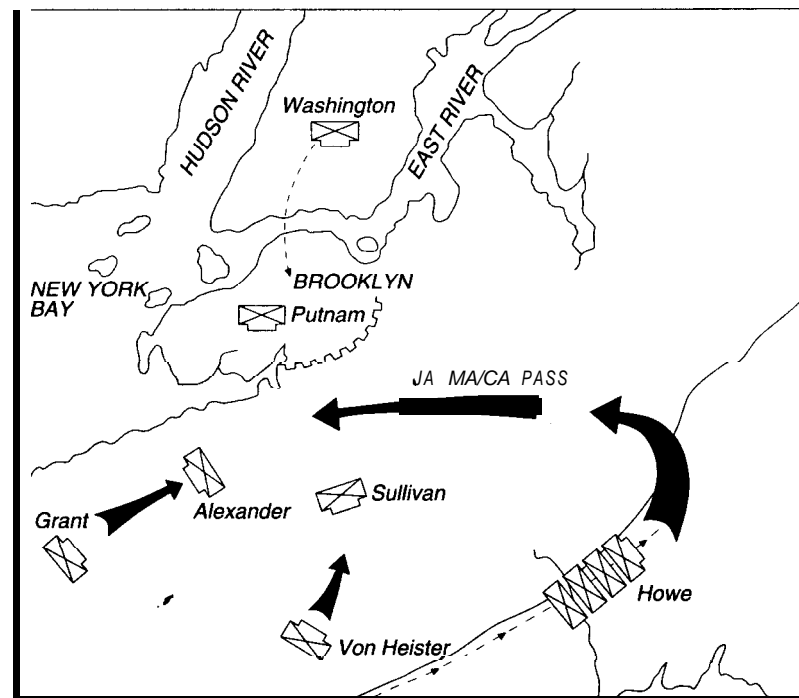 HUDSON RIVER
Washington
EAST RIVER
NEW YORK
BAY
BROOKLYN
Putnam
JA MA/CA PASS
Sullivan
Alexander
Grant
Howe
Von Heister